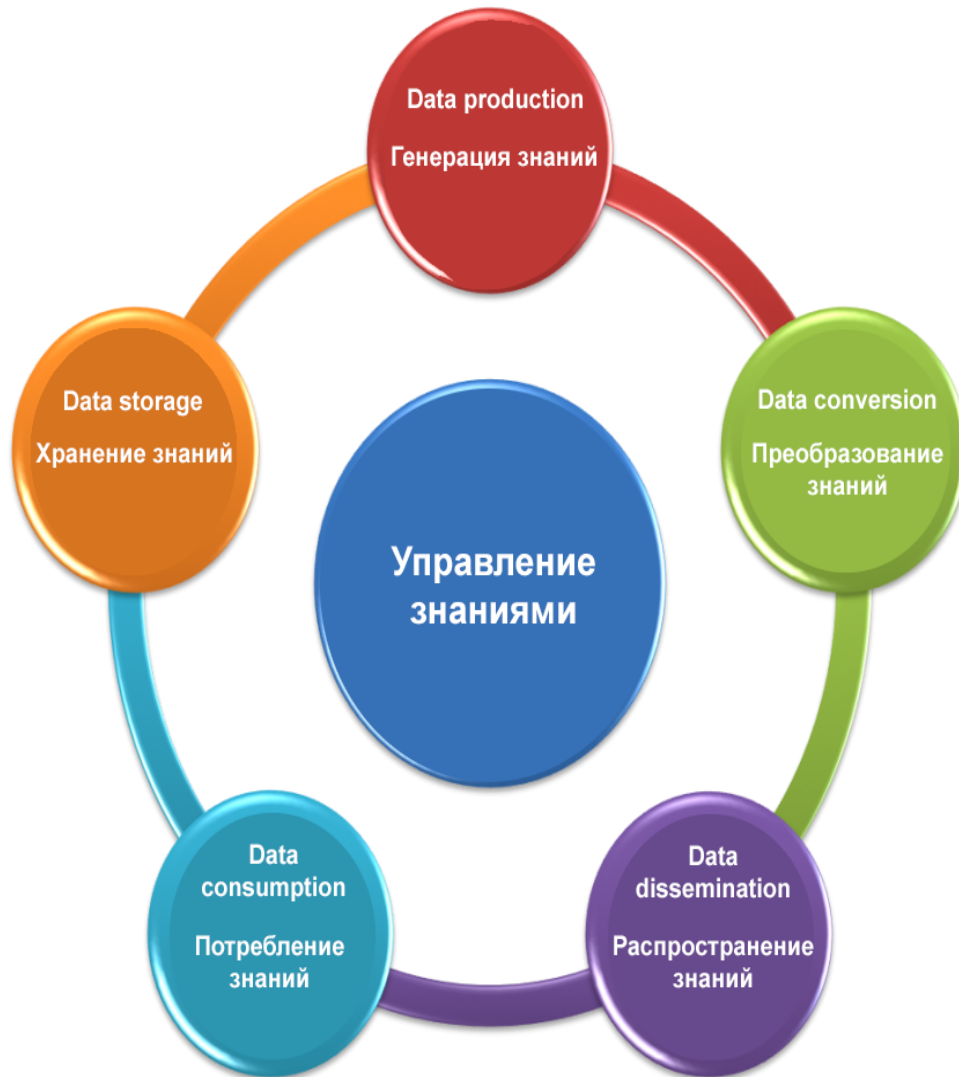 Data production
Генерация знаний
Data storage
Хранение знаний
Data conversion
Преобразование
знаний
Управление
знаниями
Data
consumption
Потребление
знаний
Data
dissemination
Распространение
знаний